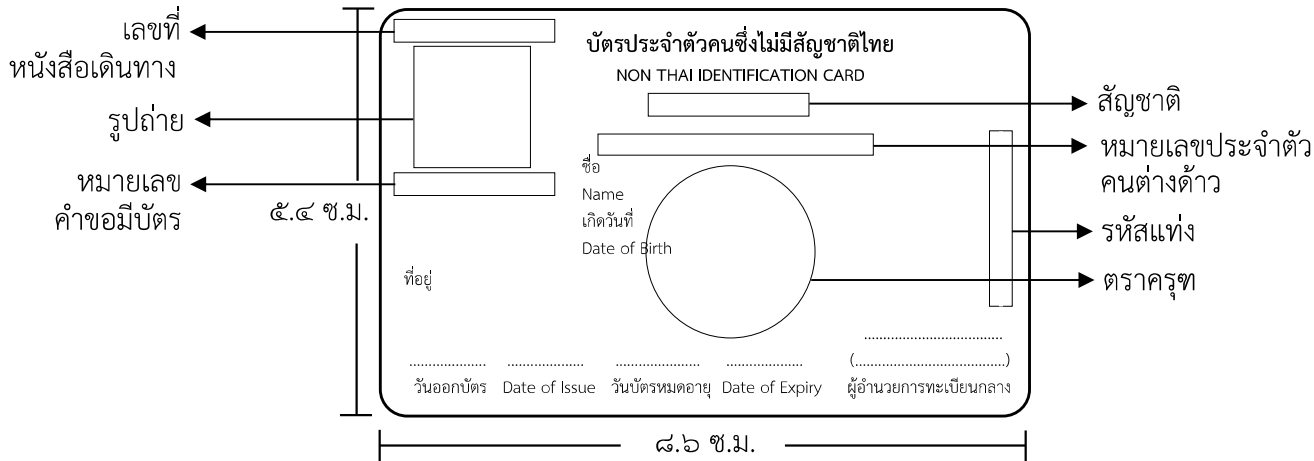 เลขที่
หนังสือเดินทาง
รูปถ่าย
หมายเลข
คำขอมีบัตร
๕.๔ ซ.ม.
บัตรประจำตัวคนซึ่งไม่มีสัญชาติไทย
NON THAI IDENTIFICATION CARD
ชื่อ
Name
เกิดวันที่
Date of Birth
ที่อยู่
สัญชาติ
หมายเลขประจำตัว
คนต่างด้าว
รหัสแท่ง
ตราครุฑ
..................................
................... ................... ..................... ................... (.....................................)
วันออกบัตร Date of Issue วันบัตรหมดอายุ Date of Expiry ผู้อำนวยการทะเบียนกลาง
๘.๖ ซ.ม.